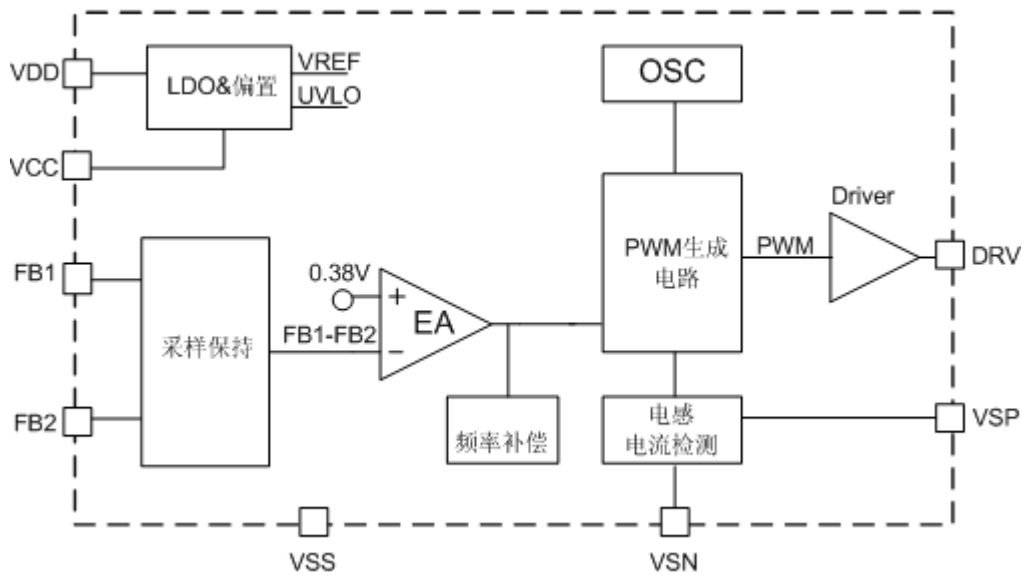 VDD
LDO&偏置
VREF
UVLO
VCC
OSC
Driver
FB1
采样保持
0.38V
+
EA
FB1-FB2
−
PWM生成
电路
PWM
DRV
FB2
频率补偿
电感
电流检测
VSP
VSS
VSN